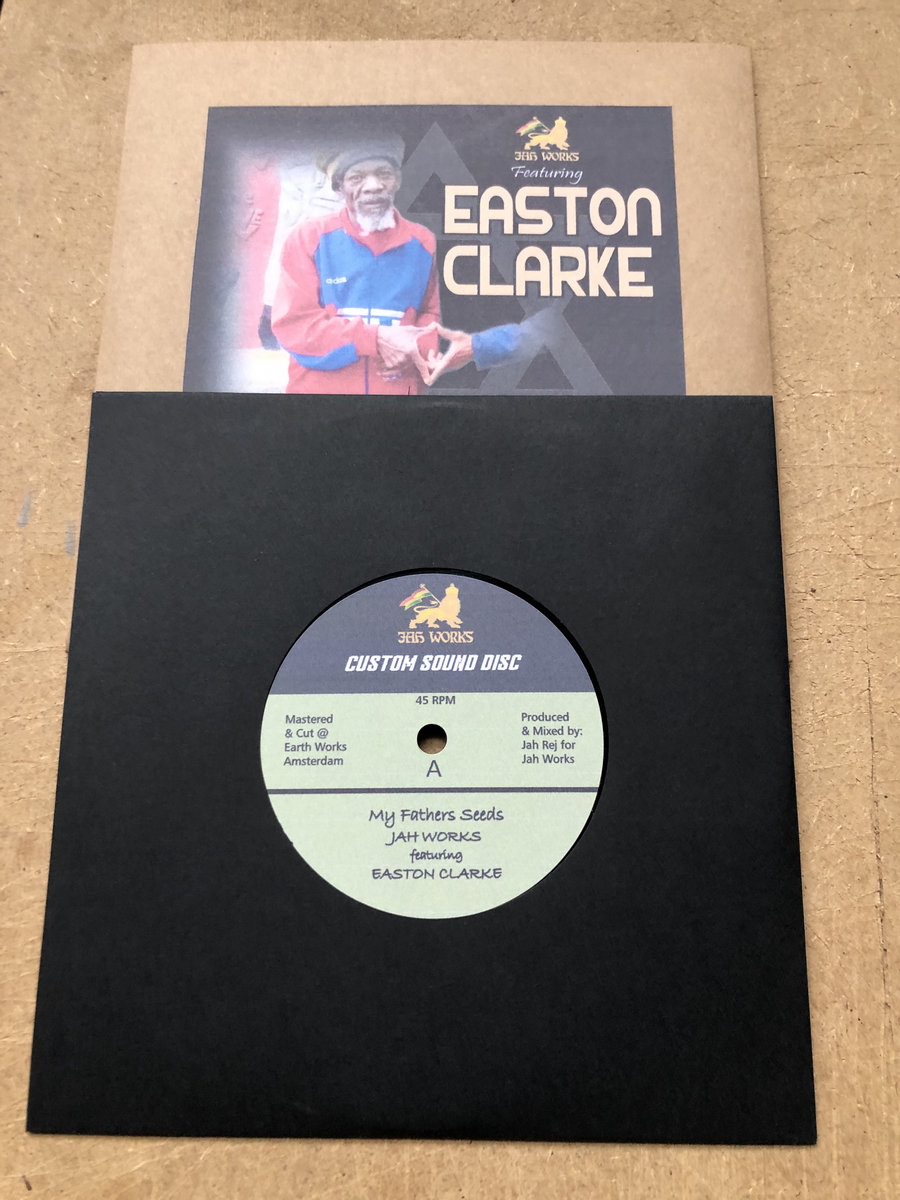 JAH WORKS
Featuring
EASTON
CLARKE
adidas
JAH WORKS
CUSTOM SOUND DISC
45 RPM
Mastered
& Cut @
Earth Works
Amsterdam
Produced
& Mixed by:
Jah Rej for
Jah Works
A
My Fathers Seeds
JAH WORKS
featuring
EASTON CLARKE